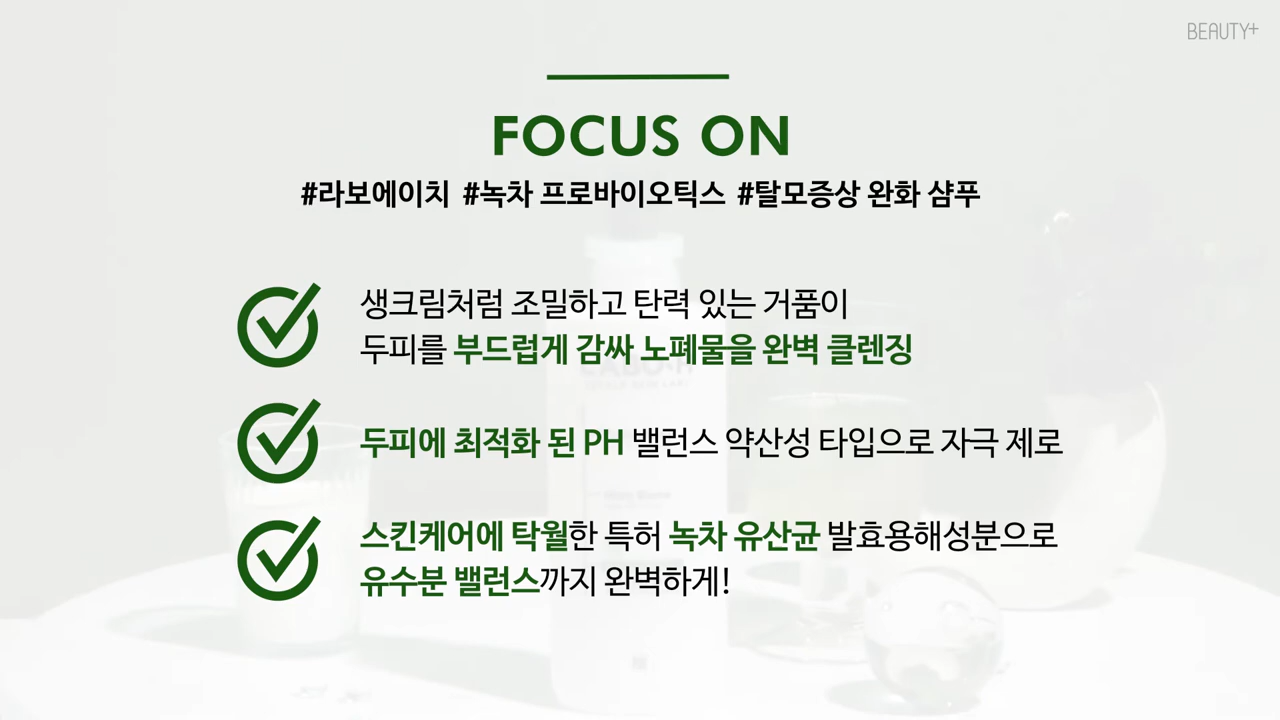 BEAUTY+
FOCUS ON
#라보에이치 #녹차 프로바이오틱스 #탈모증상 완화 샴푸
생크림처럼 조밀하고 탄력 있는 거품이
두피를 부드럽게 감싸 노폐물을 완벽 클렌징
두피에 최적화 된 PH 밸런스 약산성 타입으로 자극 제로
스킨케어에 탁월한 특허 녹차 유산균 발효용해성분으로
유수분 밸런스까지 완벽하게!